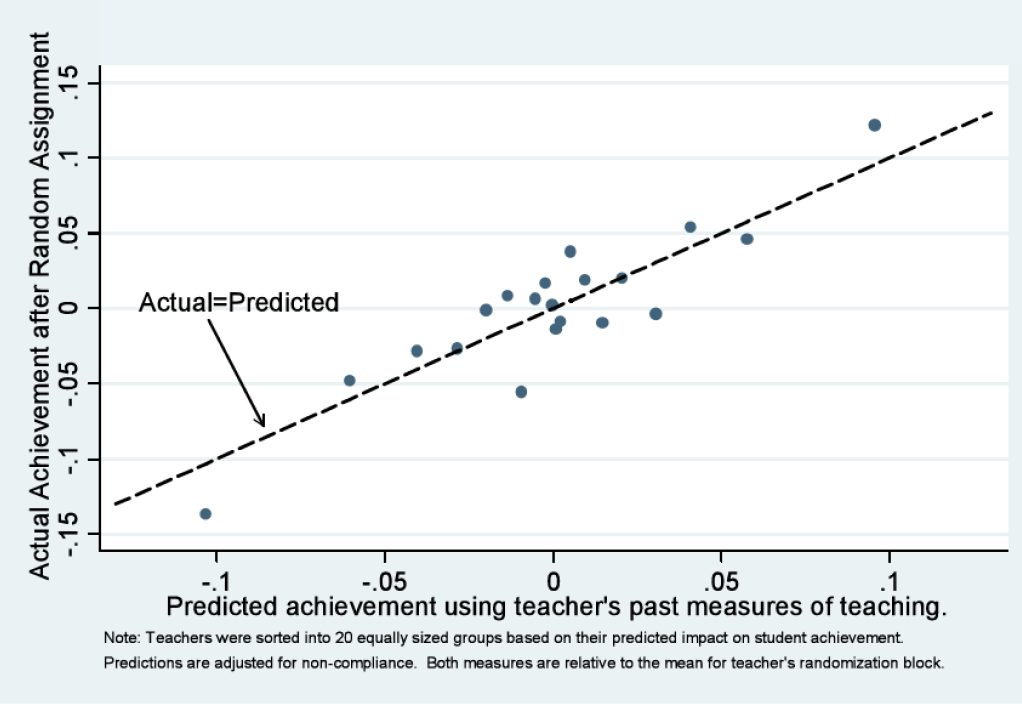 Actual Achievement after Random Assignment
.15
.1
.05
0
-.05
-.1
-.15
Actual=Predicted
-.1 -.05 0 .05 .1
Predicted achievement using teacher's past measures of teaching.
Note: Teachers were sorted into 20 equally sized groups based on their predicted impact on student achievement.
Predictions are adjusted for non-compliance.  Both measures are relative to the mean for teacher's randomization block.